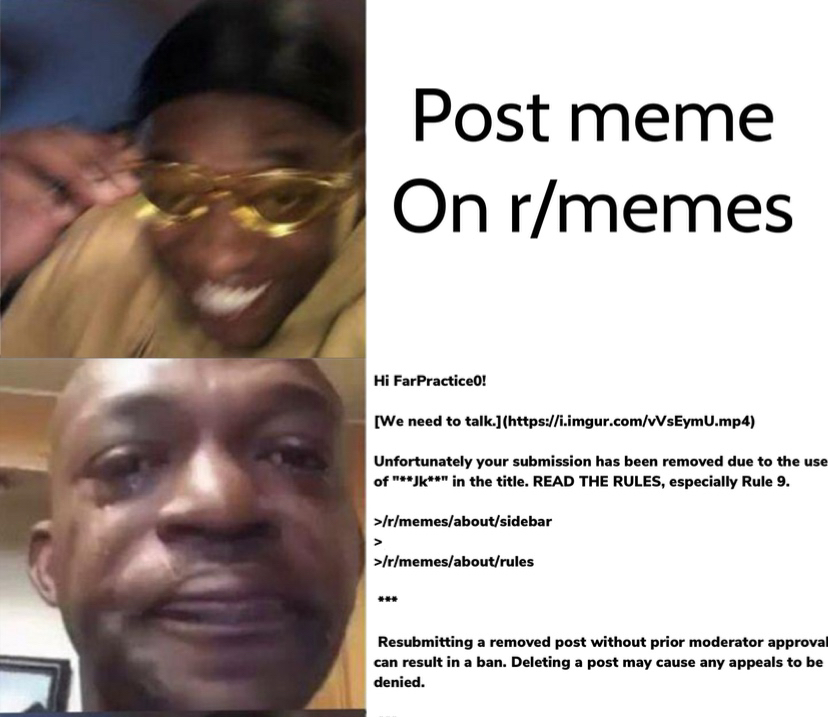 Post meme
On r/memes
Hi FarPractice0!
[We need to talk.](https://i.imgur.com/vVsEymU.mp4)
Unfortunately your submission has been removed due to the use
of "**Jk**" in the title. READ THE RULES, especially Rule 9.
>/r/memes/about/sidebar
>
>/r/memes/about/rules
***
Resubmitting a removed post without prior moderator approval
can result in a ban. Deleting a post may cause any appeals to be
denied.